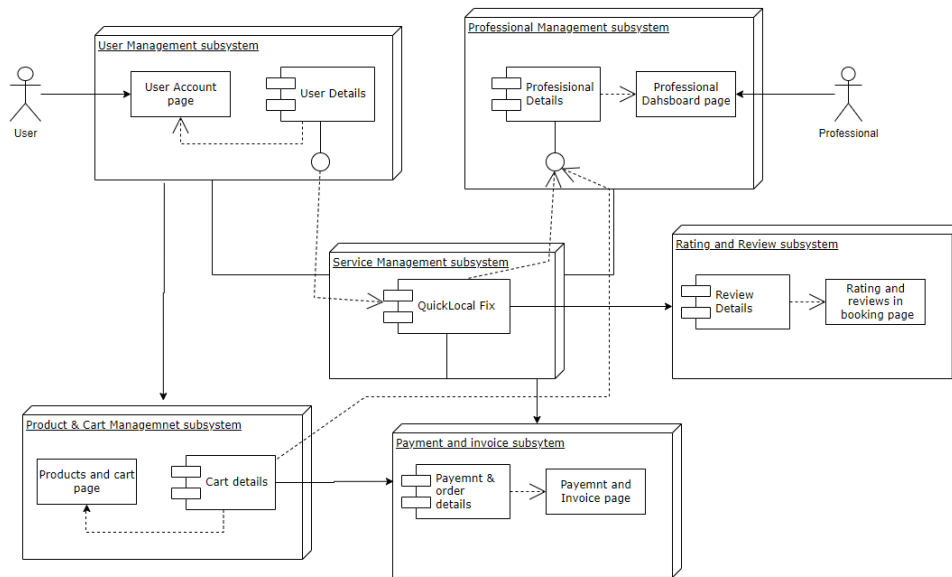 User Management subsystem
User Account
page
User Details
User
Professional Management subsystem
Profesisional
Details
Professional
Dahsboard page
Professional
Service Management subsystem
QuickLocal Fix
Rating and Review subsystem
Review
Details
Rating and
reviews in
booking page
Product & Cart Managemnet subsystem
Products and cart
page
Cart details
Payment and invoice subsytem
Payemnt &
order
details
Payemnt and
Invoice page